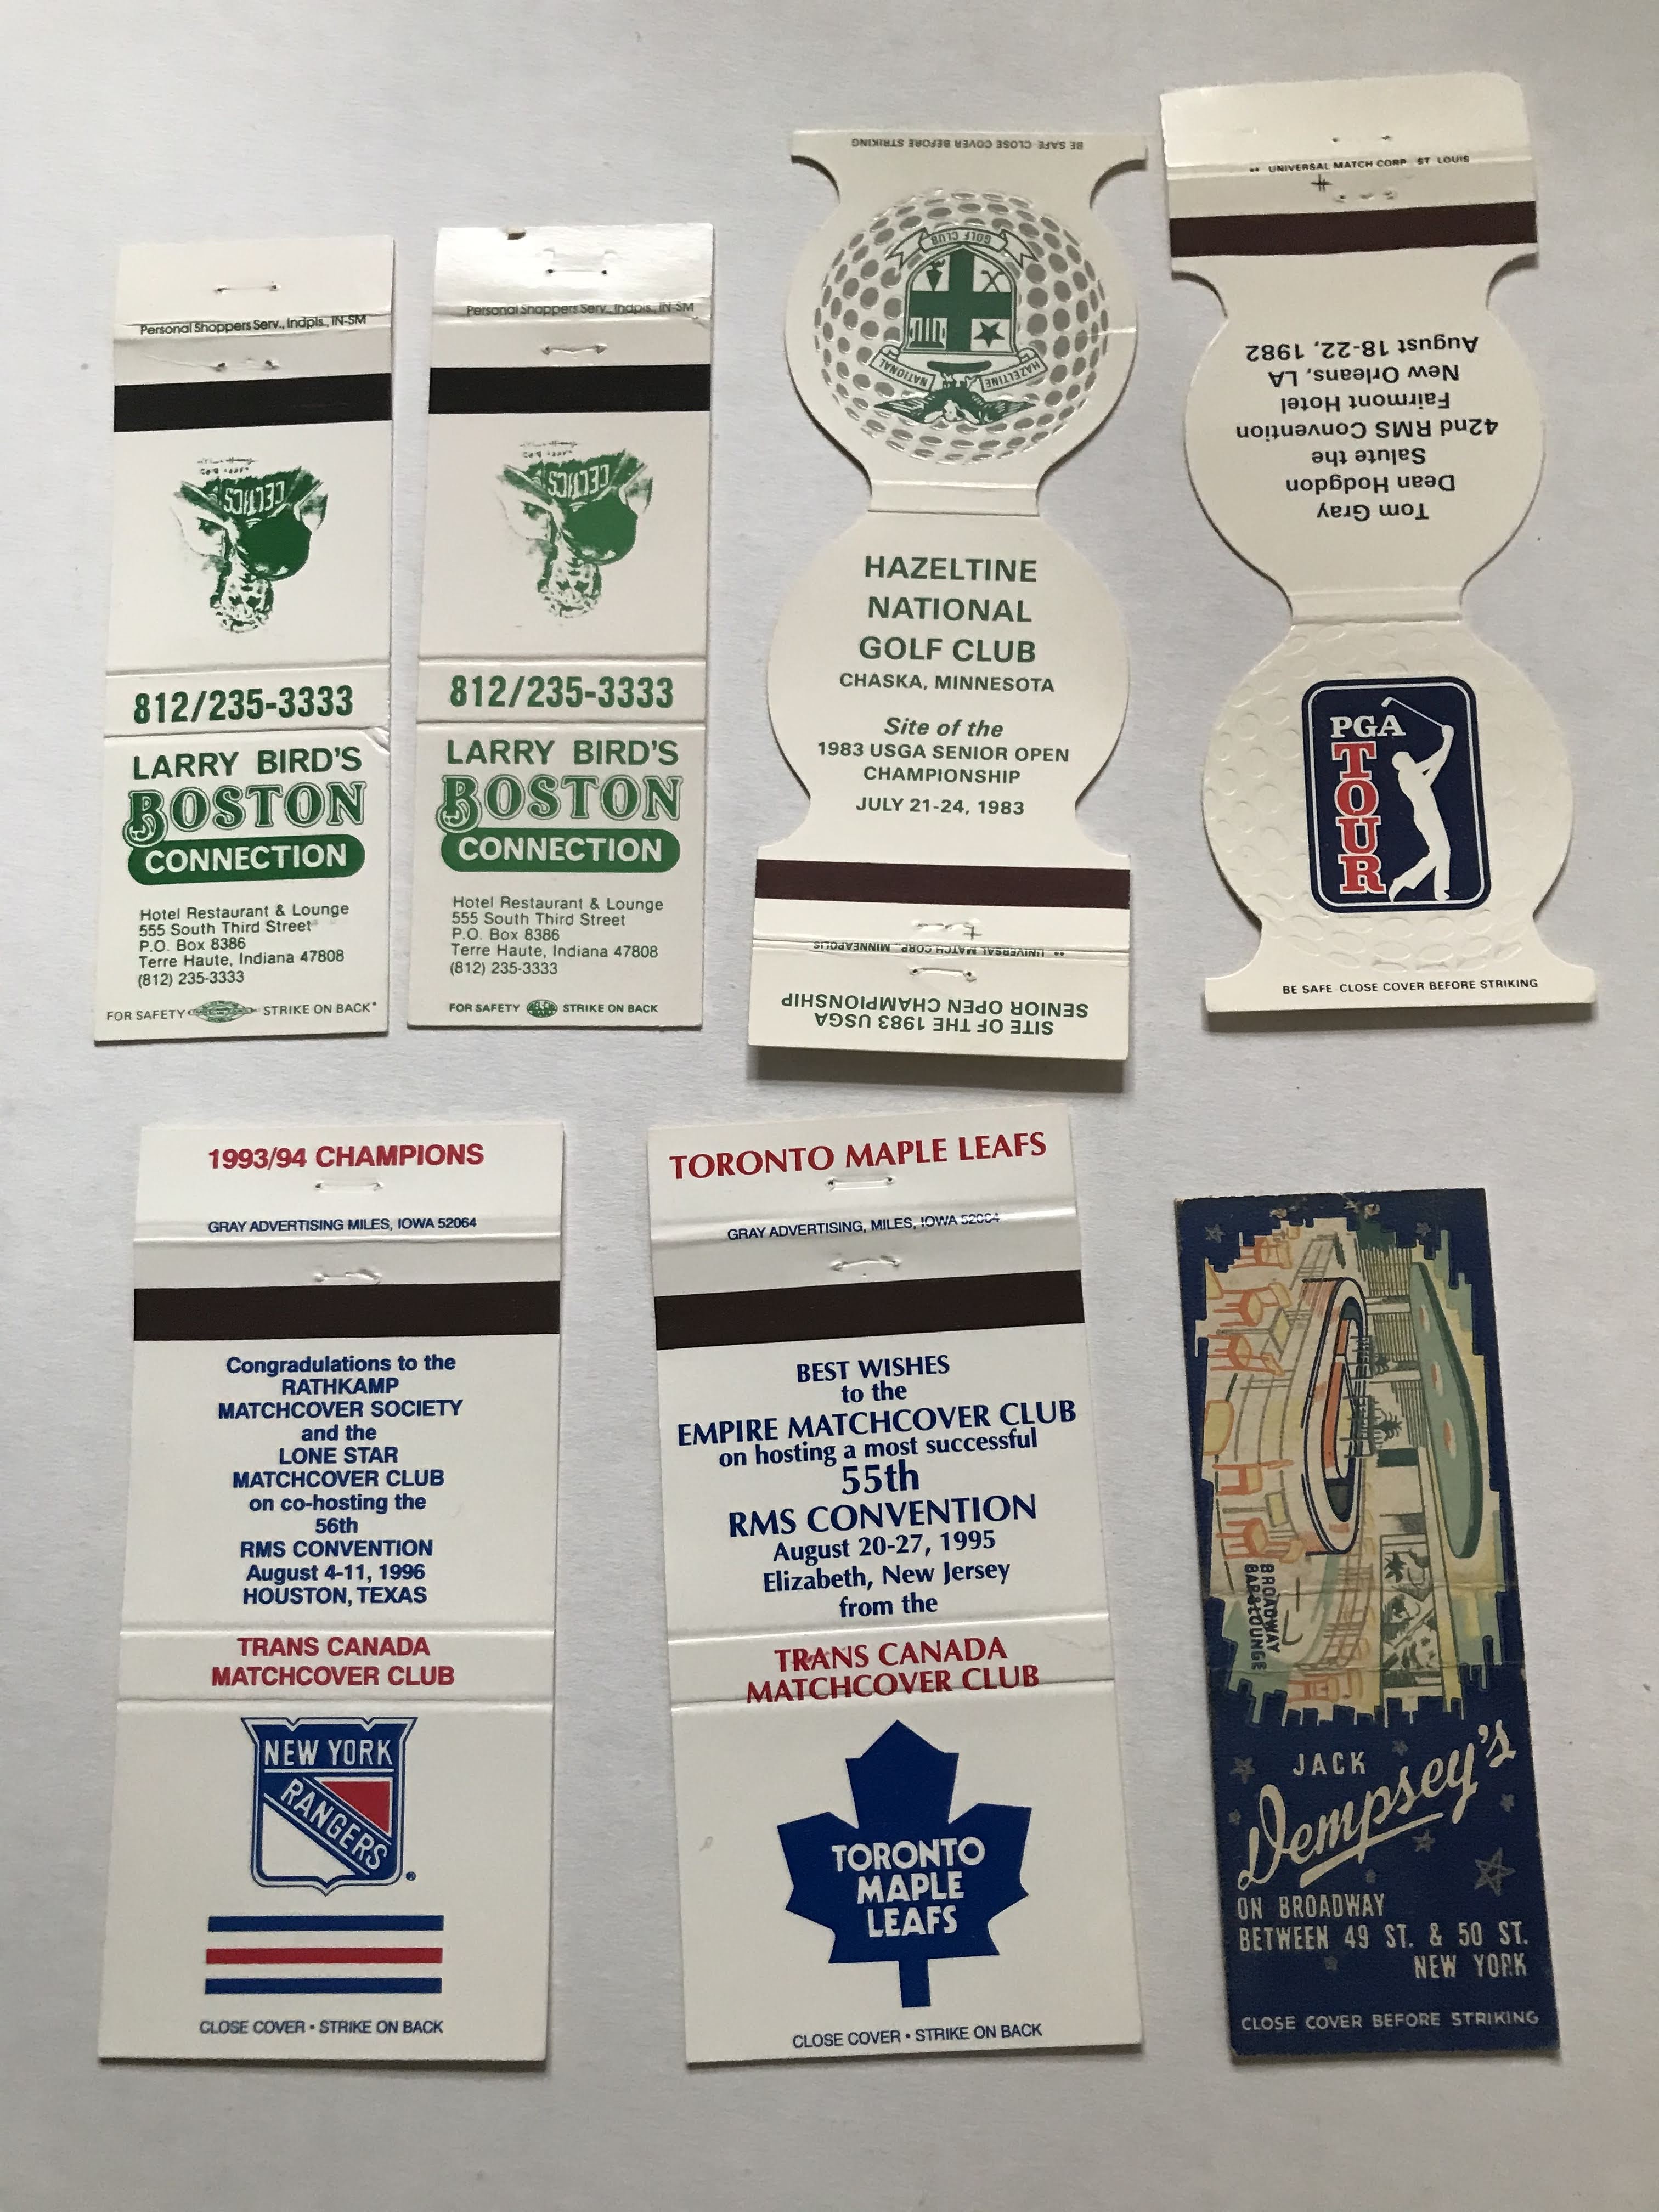 Personal Shoppers Serv., Indpls., IN-SM
CELTICS
812/235-3333
LARRY BIRD'S
BOSTON
CONNECTION
Hotel Restaurant & Lounge
555 South Third Street
P.O. Box 8386
Terre Haute, Indiana 47808
(812) 235-3333
FOR SAFETY STRIKE ON BACK
Personal Shoppers Serv., Indpls., IN-SM
CELTICS
812/235-3333
LARRY BIRD'S
BOSTON
CONNECTION
Hotel Restaurant & Lounge
555 South Third Street
P.O. Box 8386
Terre Haute, Indiana 47808
(812) 235-3333
FOR SAFETY STRIKE ON BACK
BE SAFE CLOSE COVER BEFORE STRIKING
HAZELTINE
NATIONAL
GOLF CLUB
HAZELTINE
NATIONAL
GOLF CLUB
CHASKA, MINNESOTA
Site of the
1983 USGA SENIOR OPEN
CHAMPIONSHIP
JULY 21-24, 1983
UNIVERSAL MATCH CORP., MINNEAPOLIS
SITE OF THE 1983 USGA
SENIOR OPEN CHAMPIONSHIP
UNIVERSAL MATCH CORP ST LOUIS
Tom Gray
Dean Hodgdon
Salute the
42nd RMS Convention
Fairmont Hotel
New Orleans, LA
August 18-22, 1982
PGA
TOUR
BE SAFE CLOSE COVER BEFORE STRIKING
1993/94 CHAMPIONS
GRAY ADVERTISING MILES, IOWA 52064
Congradulations to the
RATHKAMP
MATCHCOVER SOCIETY
and the
LONE STAR
MATCHCOVER CLUB
on co-hosting the
56th
RMS CONVENTION
August 4-11, 1996
HOUSTON, TEXAS
TRANS CANADA
MATCHCOVER CLUB
NEW YORK
RANGERS
CLOSE COVER • STRIKE ON BACK
TORONTO MAPLE LEAFS
GRAY ADVERTISING, MILES, IOWA 52064
BEST WISHES
to the
EMPIRE MATCHCOVER CLUB
on hosting a most successful
55th
RMS CONVENTION
August 20-27, 1995
Elizabeth, New Jersey
from the
TRANS CANADA
MATCHCOVER CLUB
TORONTO
MAPLE
LEAFS
CLOSE COVER • STRIKE ON BACK
BROADWAY
BAR & LOUNGE
JACK
Dempsey's
ON BROADWAY
BETWEEN 49 ST. & 50 ST.
NEW YORK
CLOSE COVER BEFORE STRIKING